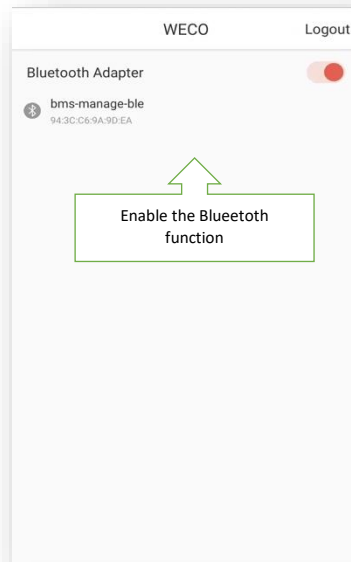 WECO Logout
Bluetooth Adapter
bms-manage-ble
94:3C:C6:9A:9D:EA
Enable the Blueetoth
function